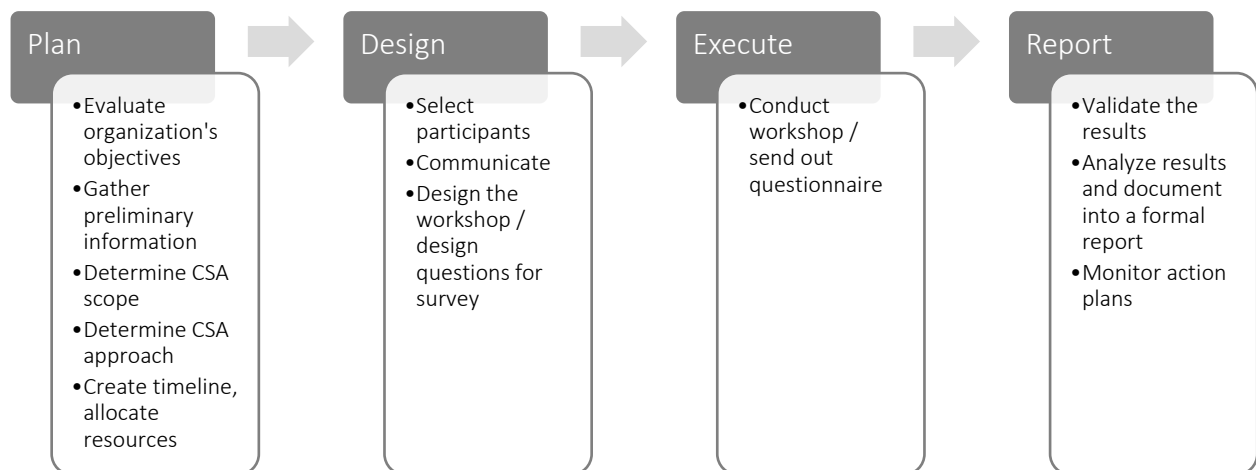 Plan
•Evaluate
organization's
objectives
•Gather
preliminary
information
•Determine CSA
scope
•Determine CSA
approach
•Create timeline,
allocate
resources
Design
•Select
participants
•Communicate
•Design the
workshop /
design
questions for
survey
Execute
•Conduct
workshop /
send out
questionnaire
Report
•Validate the
results
•Analyze results
and document
into a formal
report
•Monitor action
plans